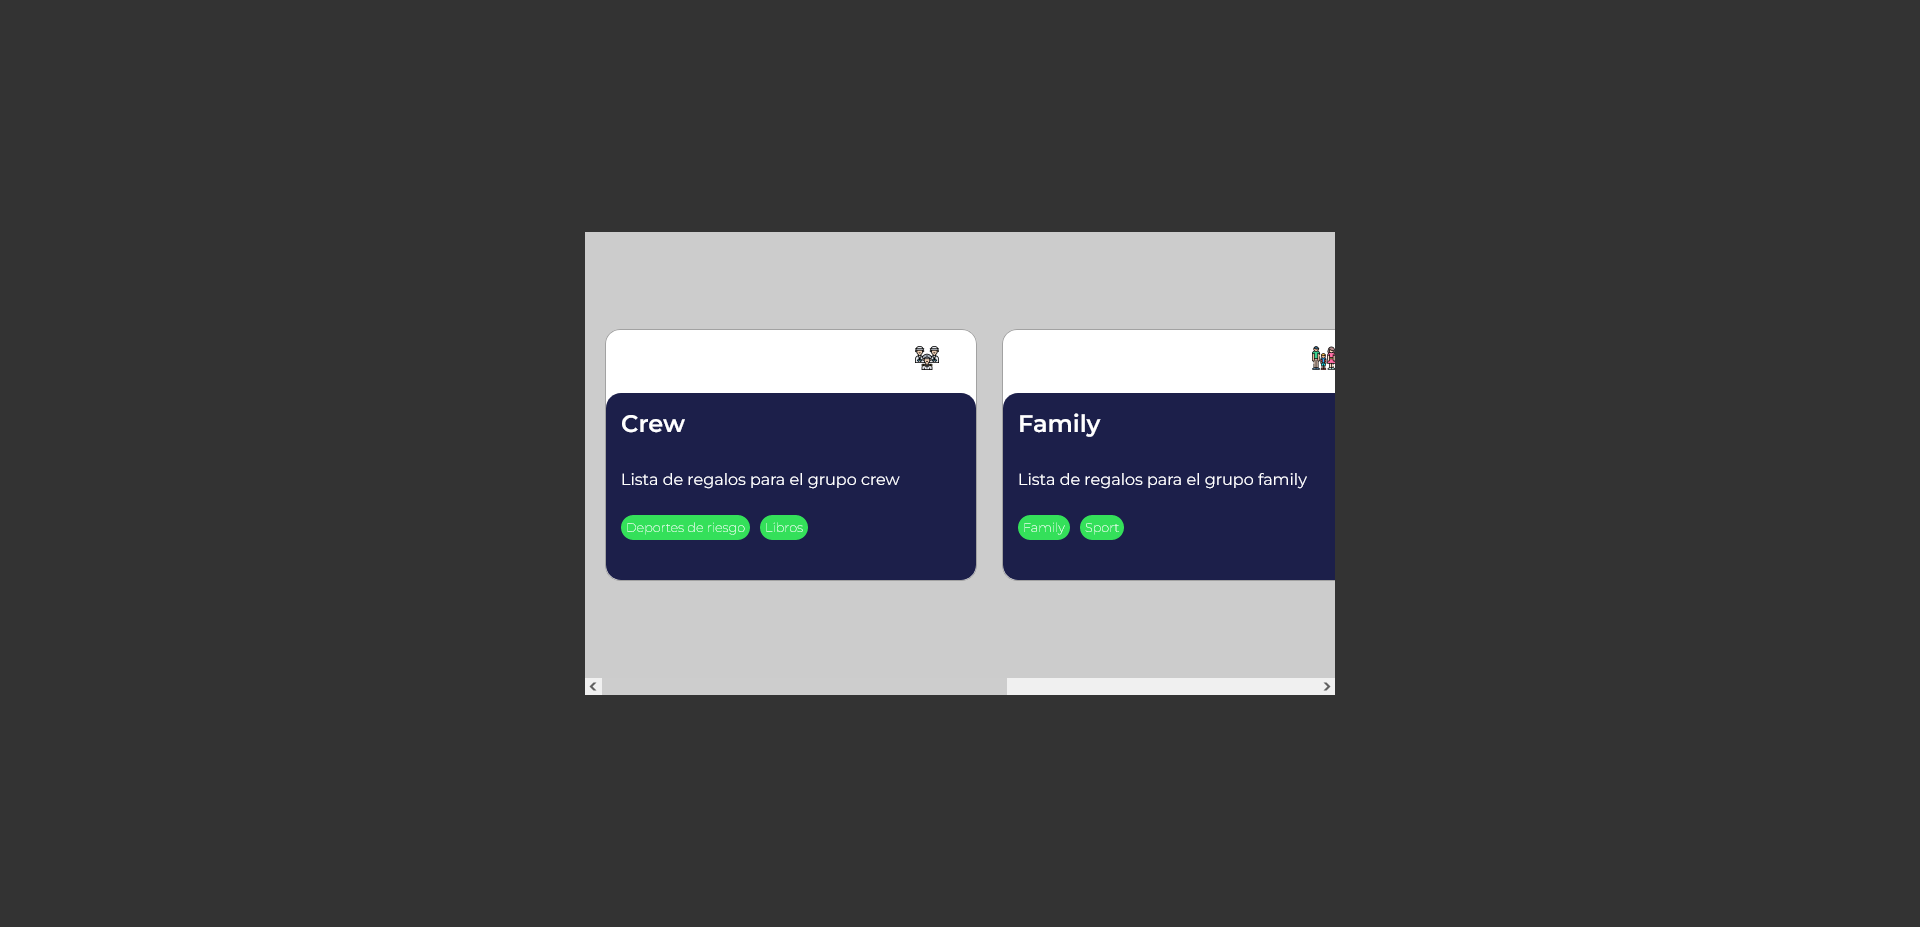 Crew
Lista de regalos para el grupo crew
Deportes de riesgo Libros
Family
Lista de regalos para el grupo family
Family Sport